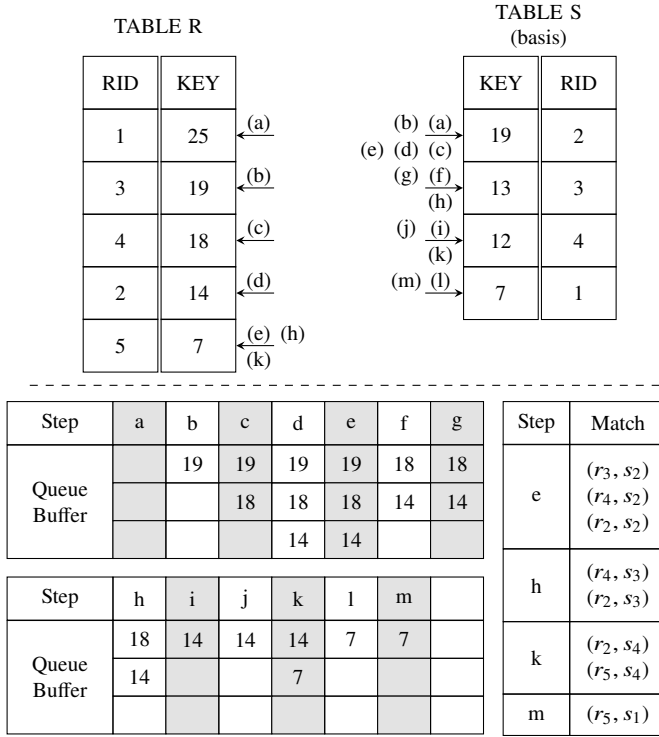 TABLE R
TABLE S
(basis)
RID KEY
KEY RID
1 25 (a)
(b) (a) 19 2
(e) (d) (c)
3 19 (b)
(g) (f) 13 3
(h)
4 18 (c)
(j) (i) 12 4
(k)
2 14 (d)
(m) (l) 7 1
5 7 (e) (h)
(k)
Step a b c d e f g
Queue Buffer
19 19 19 19 18 18
18 18 18 14 14
14 14
Step h i j k l m
Queue Buffer
18 14 14 14 7 7
14 7
Step Match
e
(r3, s2)
(r4, s2)
(r2, s2)
h
(r4, s3)
(r2, s3)
k
(r2, s4)
(r5, s4)
m (r5, s1)